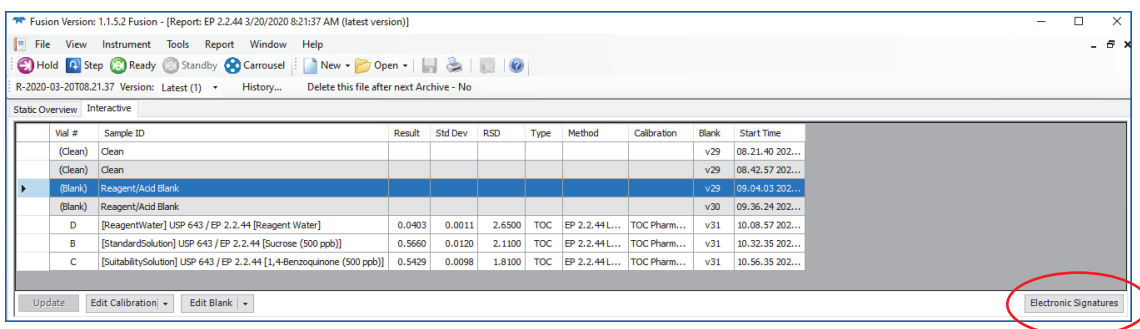 Fusion Version: 1.1.5.2 Fusion - [Report: EP 2.2.44 3/20/2020 8:21:37 AM (latest version)]
File View Instrument Tools Report Window Help
Hold Step Ready Standby Carrousel New Open
R-2020-03-20T08.21.37 Version: Latest (1) History... Delete this file after next Archive - No
Static Overview Interactive
Vial # Sample ID Result Std Dev RSD Type Method Calibration Blank Start Time
(Clean) Clean v29 08.21.40 202...
(Clean) Clean v29 08.42.57 202...
(Blank) Reagent/Acid Blank v29 09.04.03 202...
(Blank) Reagent/Acid Blank v30 09.36.24 202...
D [ReagentWater] USP 643 / EP 2.2.44 [Reagent Water] 0.0403 0.0011 2.6500 TOC EP 2.2.44 L... TOC Pharm... v31 10.08.57 202...
B [StandardSolution] USP 643 / EP 2.2.44 [Sucrose (500 ppb)] 0.5660 0.0120 2.1100 TOC EP 2.2.44 L... TOC Pharm... v31 10.32.35 202...
C [SuitabilitySolution] USP 643 / EP 2.2.44 [1,4-Benzoquinone (500 ppb)] 0.5429 0.0098 1.8100 TOC EP 2.2.44 L... TOC Pharm... v31 10.56.35 202...
Update Edit Calibration Edit Blank Electronic Signatures